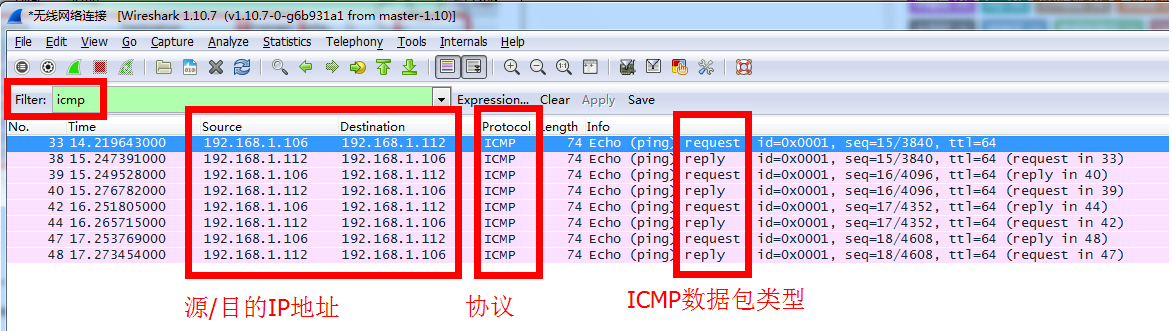 *无线网络连接 [Wireshark 1.10.7 (v1.10.7-0-g6b931a1 from master-1.10)]
File Edit View Go Capture Analyze Statistics Telephony Tools Internals Help
Filter: icmp Expression... Clear Apply Save
No. Time Source Destination Protocol Length Info
33 14.219643000 192.168.1.106 192.168.1.112 ICMP 74 Echo (ping) request id=0x0001, seq=15/3840, ttl=64
38 15.247391000 192.168.1.112 192.168.1.106 ICMP 74 Echo (ping) reply id=0x0001, seq=15/3840, ttl=64 (request in 33)
39 15.249528000 192.168.1.106 192.168.1.112 ICMP 74 Echo (ping) request id=0x0001, seq=16/4096, ttl=64 (reply in 40)
40 15.276782000 192.168.1.112 192.168.1.106 ICMP 74 Echo (ping) reply id=0x0001, seq=16/4096, ttl=64 (request in 39)
42 16.251805000 192.168.1.106 192.168.1.112 ICMP 74 Echo (ping) request id=0x0001, seq=17/4352, ttl=64 (reply in 44)
44 16.265715000 192.168.1.112 192.168.1.106 ICMP 74 Echo (ping) reply id=0x0001, seq=17/4352, ttl=64 (request in 42)
47 17.253769000 192.168.1.106 192.168.1.112 ICMP 74 Echo (ping) request id=0x0001, seq=18/4608, ttl=64 (reply in 48)
48 17.273454000 192.168.1.112 192.168.1.106 ICMP 74 Echo (ping) reply id=0x0001, seq=18/4608, ttl=64 (request in 47)
源/目的IP地址 协议 ICMP数据包类型